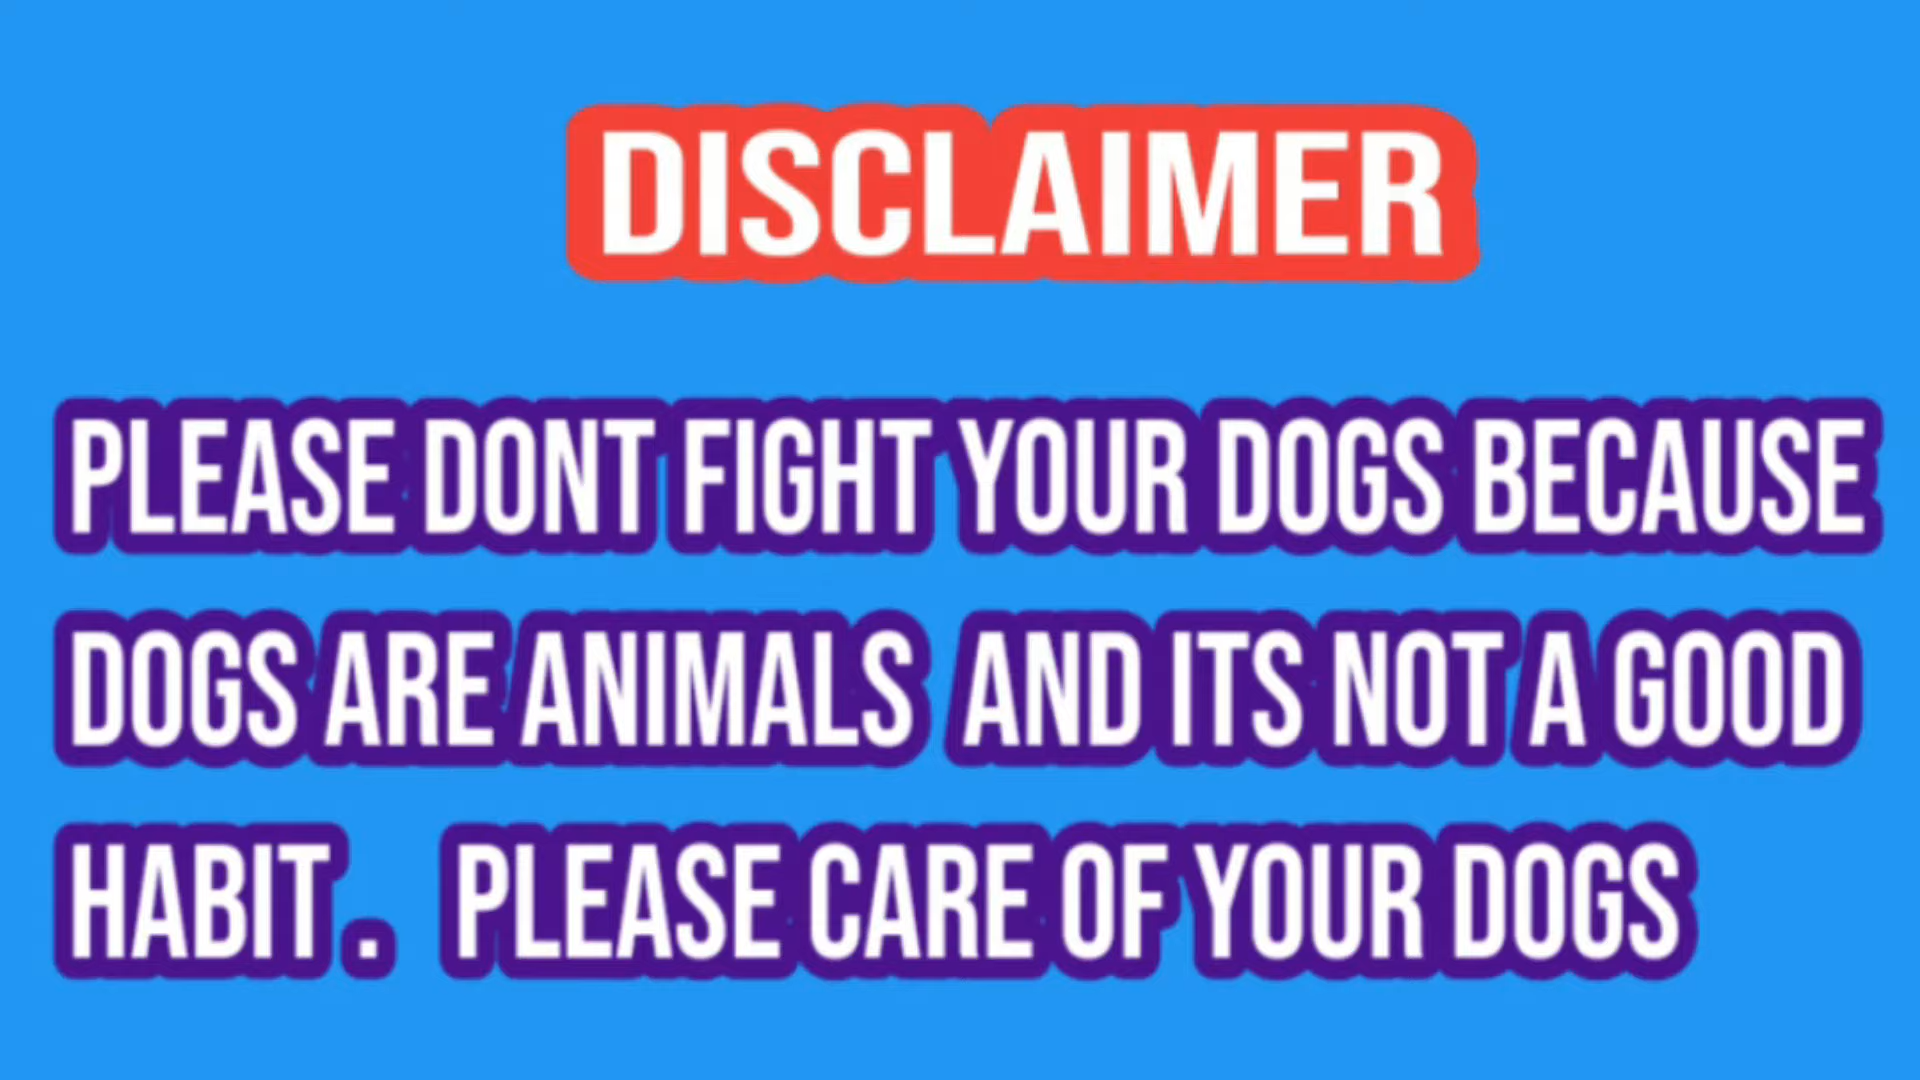 DISCLAIMER
PLEASE DONT FIGHT YOUR DOGS BECAUSE
DOGS ARE ANIMALS AND ITS NOT A GOOD
HABIT. PLEASE CARE OF YOUR DOGS